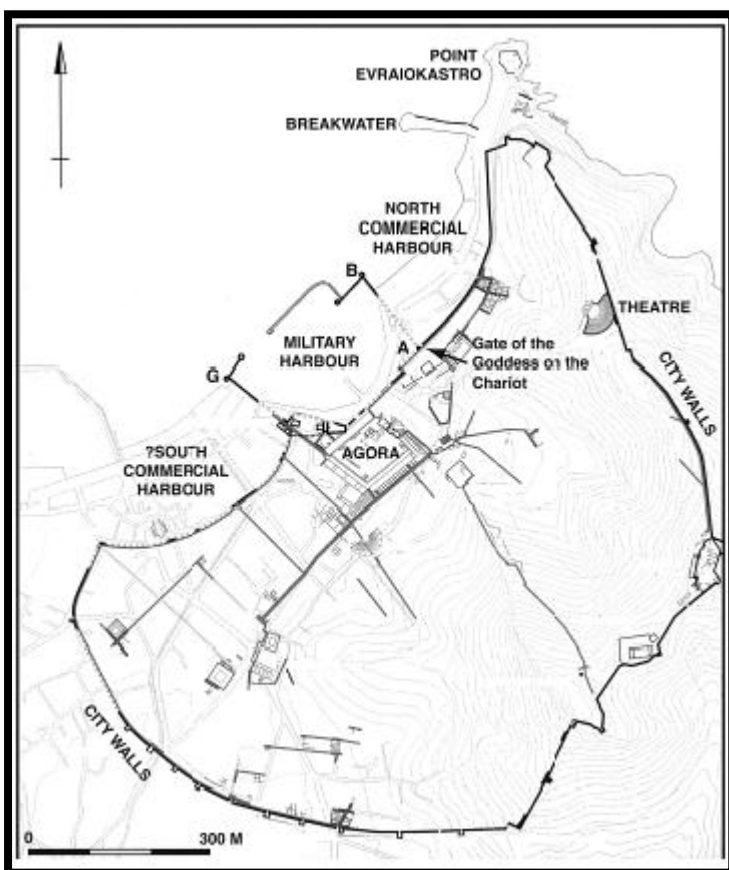 POINT
EVRAIOKASTRO
BREAKWATER
NORTH
COMMERCIAL
HARBOUR
B
THEATRE
MILITARY
HARBOUR
A
Gate of the
Goddess on the
Chariot
G
CITY WALLS
AGORA
?SOUTH
COMMERCIAL
HARBOUR
CITY WALLS
0 300 M